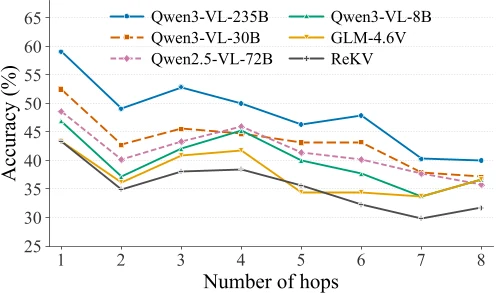 65
60
55
50
45
40
35
30
25
Accuracy (%)
Qwen3-VL-235B
Qwen3-VL-30B
Qwen2.5-VL-72B
Qwen3-VL-8B
GLM-4.6V
ReKV
1 2 3 4 5 6 7 8
Number of hops